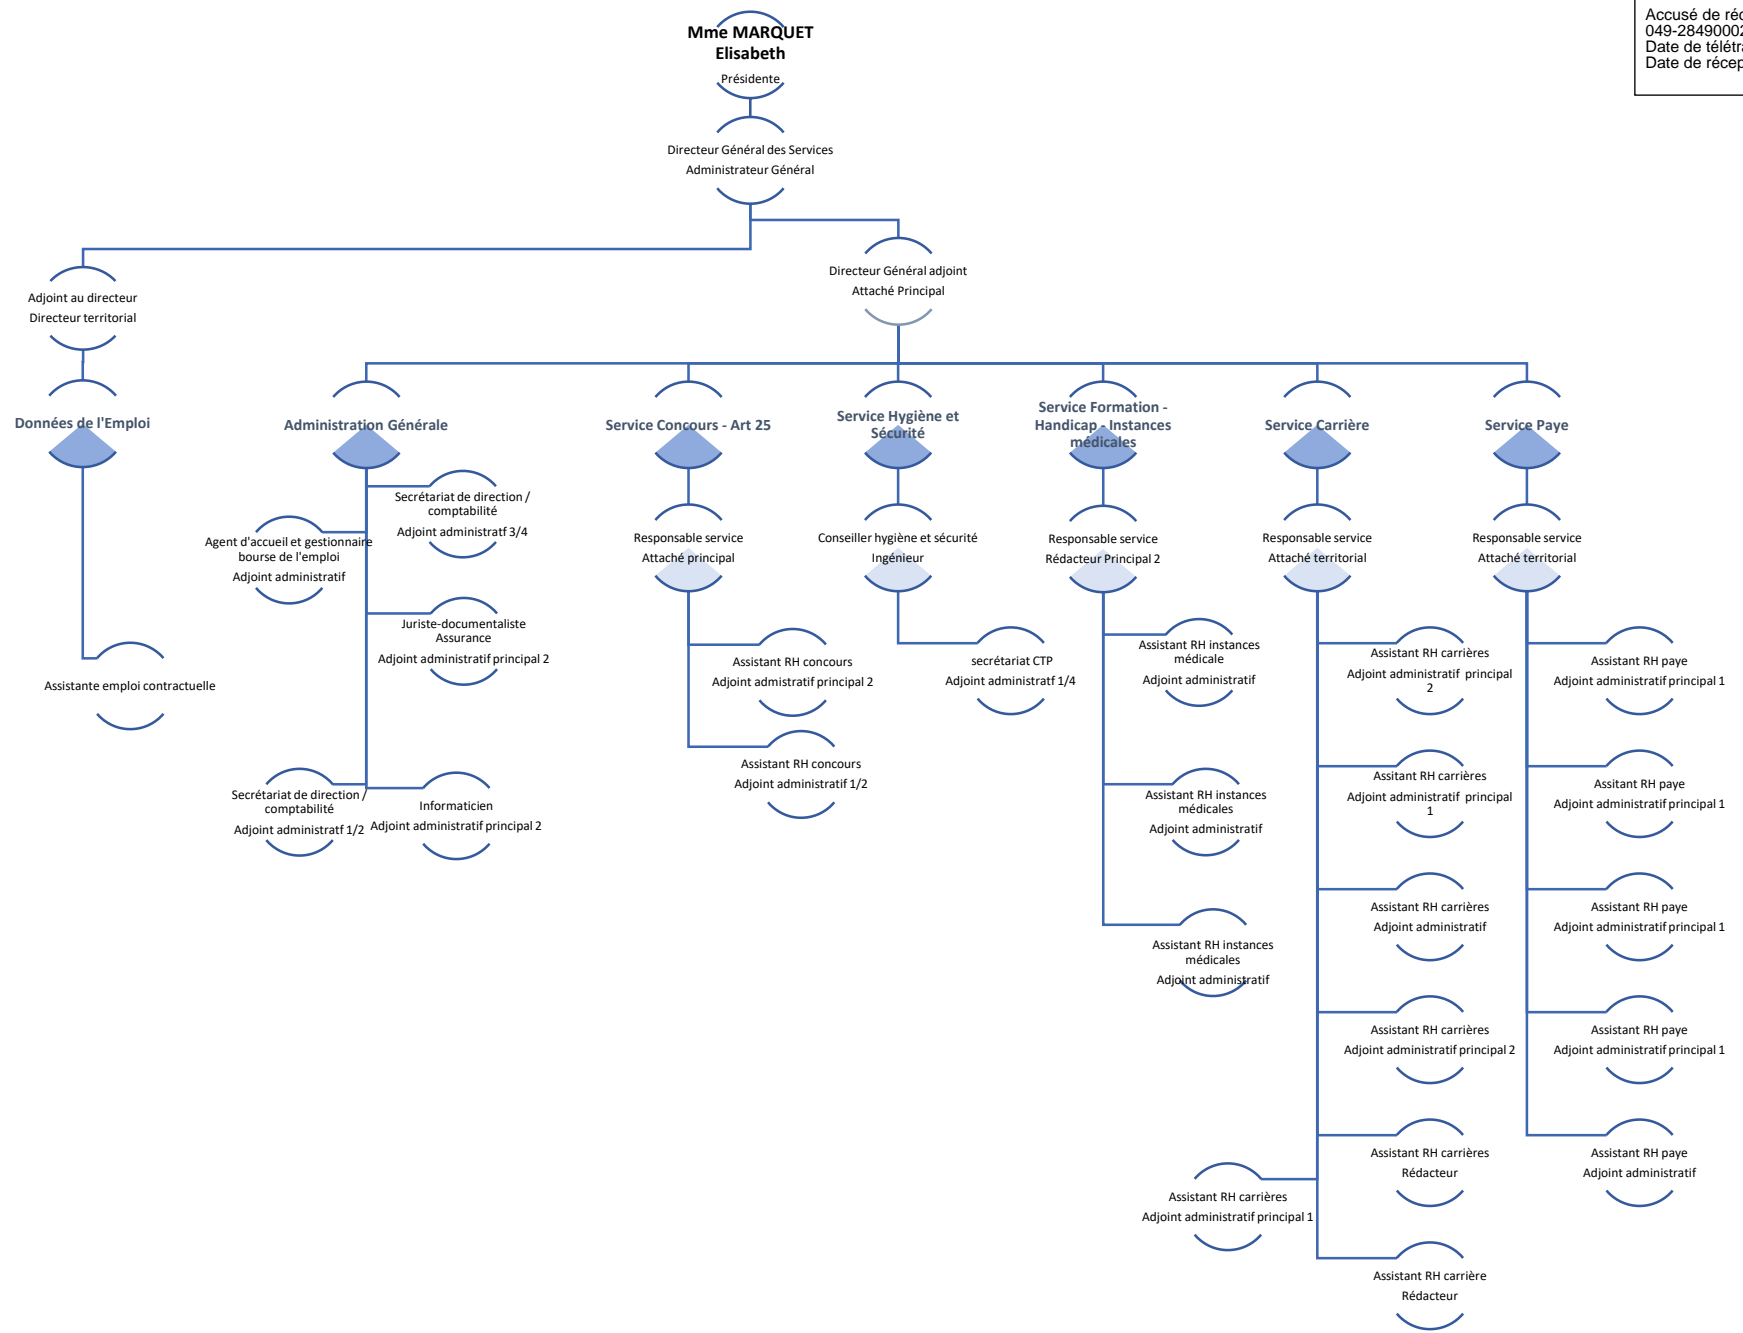 Accusé de ré
049-2849000
Date de télétra
Date de récep
Mme MARQUET
Elisabeth
Présidente
Directeur Général des Services
Administrateur Général
Directeur Général adjoint
Attaché Principal
Adjoint au directeur
Directeur territorial
Données de l'Emploi
Administration Générale
Service Concours - Art 25
Service Hygiène et
Sécurité
Service Formation -
Handicap - Instances
médicales
Service Carrière
Service Paye
Assistante emploi contractuelle
Secrétariat de direction /
comptabilité
Adjoint administratf 3/4
Agent d'accueil et gestionnaire
bourse de l'emploi
Adjoint administratif
Juriste-documentaliste
Assurance
Adjoint administratif principal 2
Secrétariat de direction /
comptabilité
Adjoint administratf 1/2
Informaticien
Adjoint administratif principal 2
Responsable service
Attaché principal
Assistant RH concours
Adjoint admistratif principal 2
Assistant RH concours
Adjoint administratif 1/2
Conseiller hygiène et sécurité
Ingénieur
secrétariat CTP
Adjoint administratf 1/4
Responsable service
Rédacteur Principal 2
Assistant RH instances
médicale
Adjoint administratif
Assistant RH instances
médicales
Adjoint administratif
Assistant RH instances
médicales
Adjoint administratif
Responsable service
Attaché territorial
Assistant RH carrières
Adjoint administratif principal
2
Assitant RH carrières
Adjoint administratif principal
1
Assistant RH carrières
Adjoint administratif
Assistant RH carrières
Adjoint administratif principal 2
Assistant RH carrières
Rédacteur
Assistant RH carrières
Adjoint administratif principal 1
Assistant RH carrière
Rédacteur
Responsable service
Attaché territorial
Assistant RH paye
Adjoint administratif principal 1
Assitant RH paye
Adjoint administratif principal 1
Assistant RH paye
Adjoint administratif principal 1
Assistant RH paye
Adjoint administratif principal 1
Assistant RH paye
Adjoint administratif